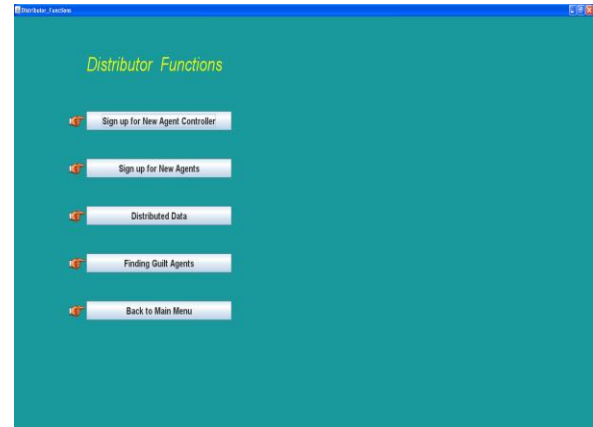 Distributor_Functions
Distributor Functions
Sign up for New Agent Controller
Sign up for New Agents
Distributed Data
Finding Guilt Agents
Back to Main Menu